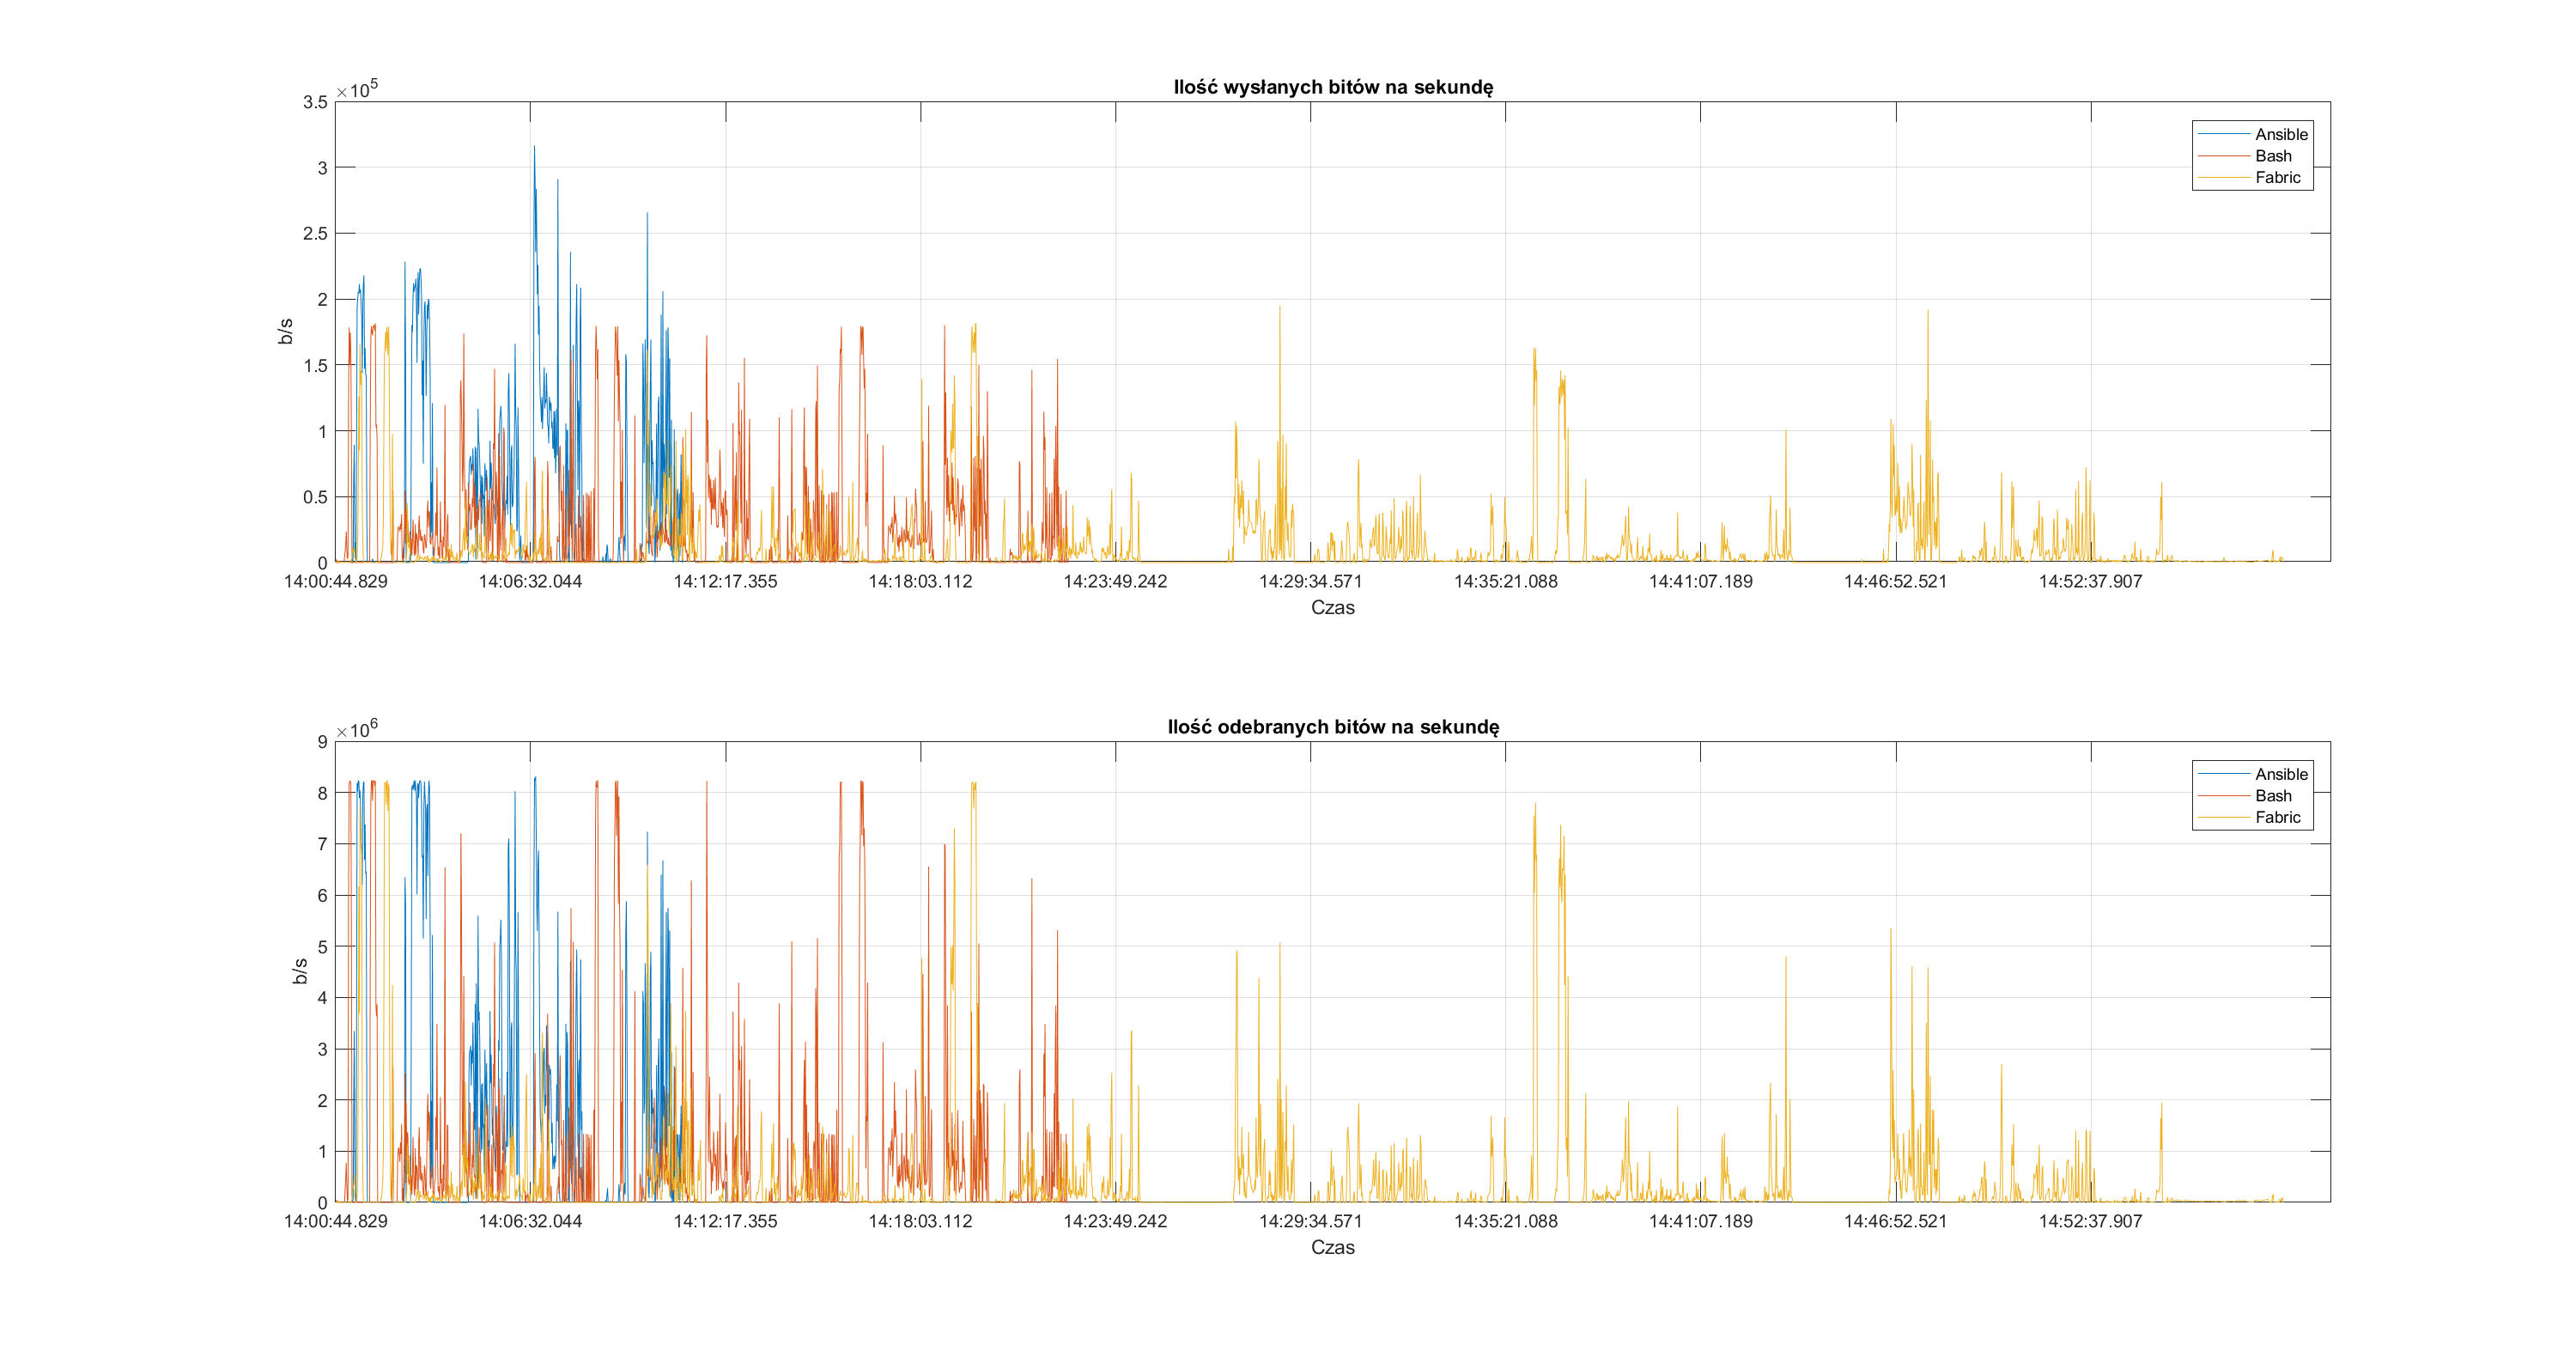 Ilość wysłanych bitów na sekundę
×10^5
3.5
3
2.5
2
1.5
1
0.5
0
b/s
14:00:44.829 14:06:32.044 14:12:17.355 14:18:03.112 14:23:49.242 14:29:34.571 14:35:21.088 14:41:07.189 14:46:52.521 14:52:37.907
Czas
Ansible
Bash
Fabric
Ilość odebranych bitów na sekundę
×10^6
9
8
7
6
5
4
3
2
1
0
b/s
14:00:44.829 14:06:32.044 14:12:17.355 14:18:03.112 14:23:49.242 14:29:34.571 14:35:21.088 14:41:07.189 14:46:52.521 14:52:37.907
Czas
Ansible
Bash
Fabric